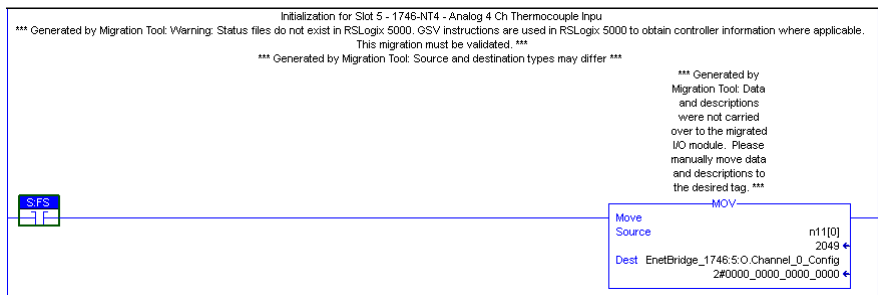 Initialization for Slot 5 - 1746-NT4 - Analog 4 Ch Thermocouple Inpu
*** Generated by Migration Tool: Warning: Status files do not exist in RSLogix 5000. GSV instructions are used in RSLogix 5000 to obtain controller information where applicable.
This migration must be validated. ***
*** Generated by Migration Tool: Source and destination types may differ ***
*** Generated by
Migration Tool: Data
and descriptions
were not carried
over to the migrated
I/O module. Please
manually move data
and descriptions to
the desired tag. ***
S:FS
MOV
Move
Source n11[0]
2049
Dest EnetBridge_1746:5:O.Channel_0_Config
2#0000_0000_0000_0000